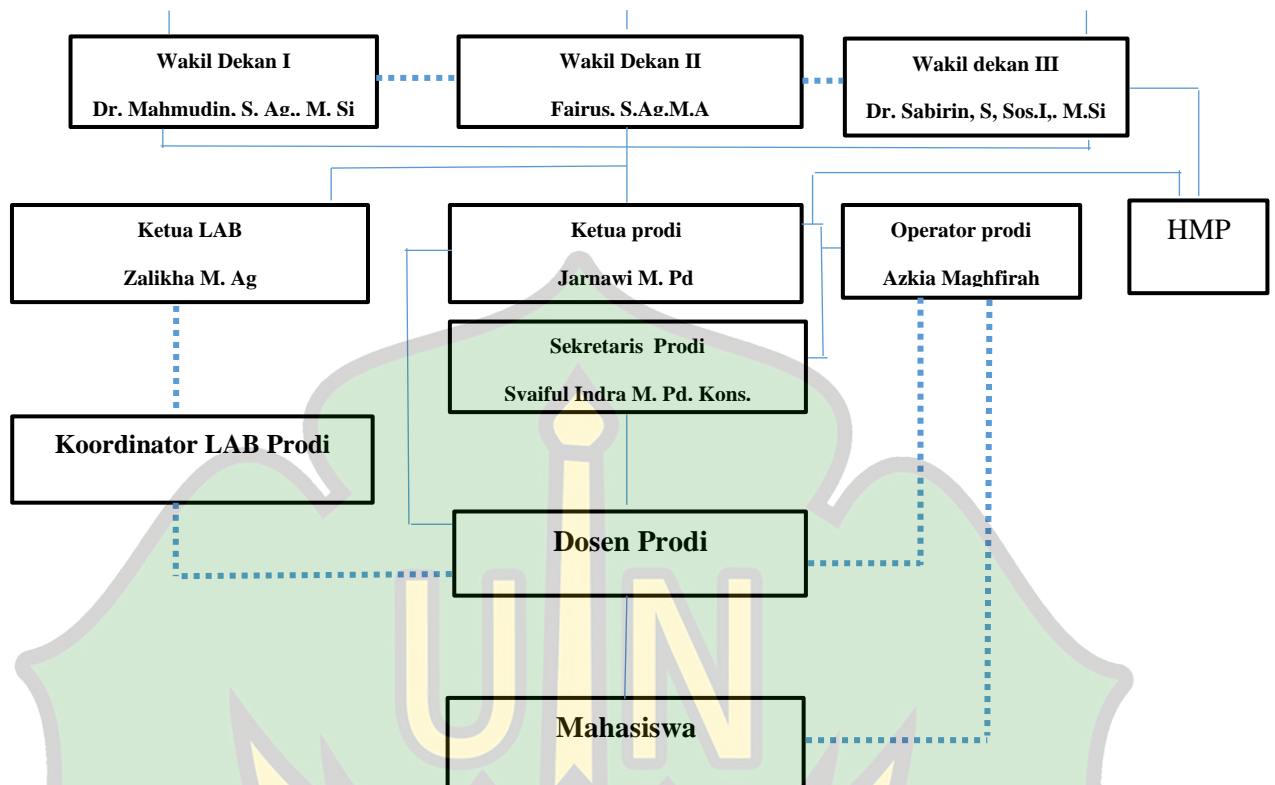 Wakil Dekan I
Dr. Mahmudin, S. Ag., M. Si
Wakil Dekan II
Fairus, S.Ag.M.A
Wakil dekan III
Dr. Sabirin, S, Sos.I,. M.Si
Ketua LAB
Zalikha M. Ag
Ketua prodi
Jarnawi M. Pd
Operator prodi
Azkia Maghfirah
HMP
Sekretaris Prodi
Syaiful Indra M. Pd. Kons.
Koordinator LAB Prodi
Dosen Prodi
UIN
Mahasiswa